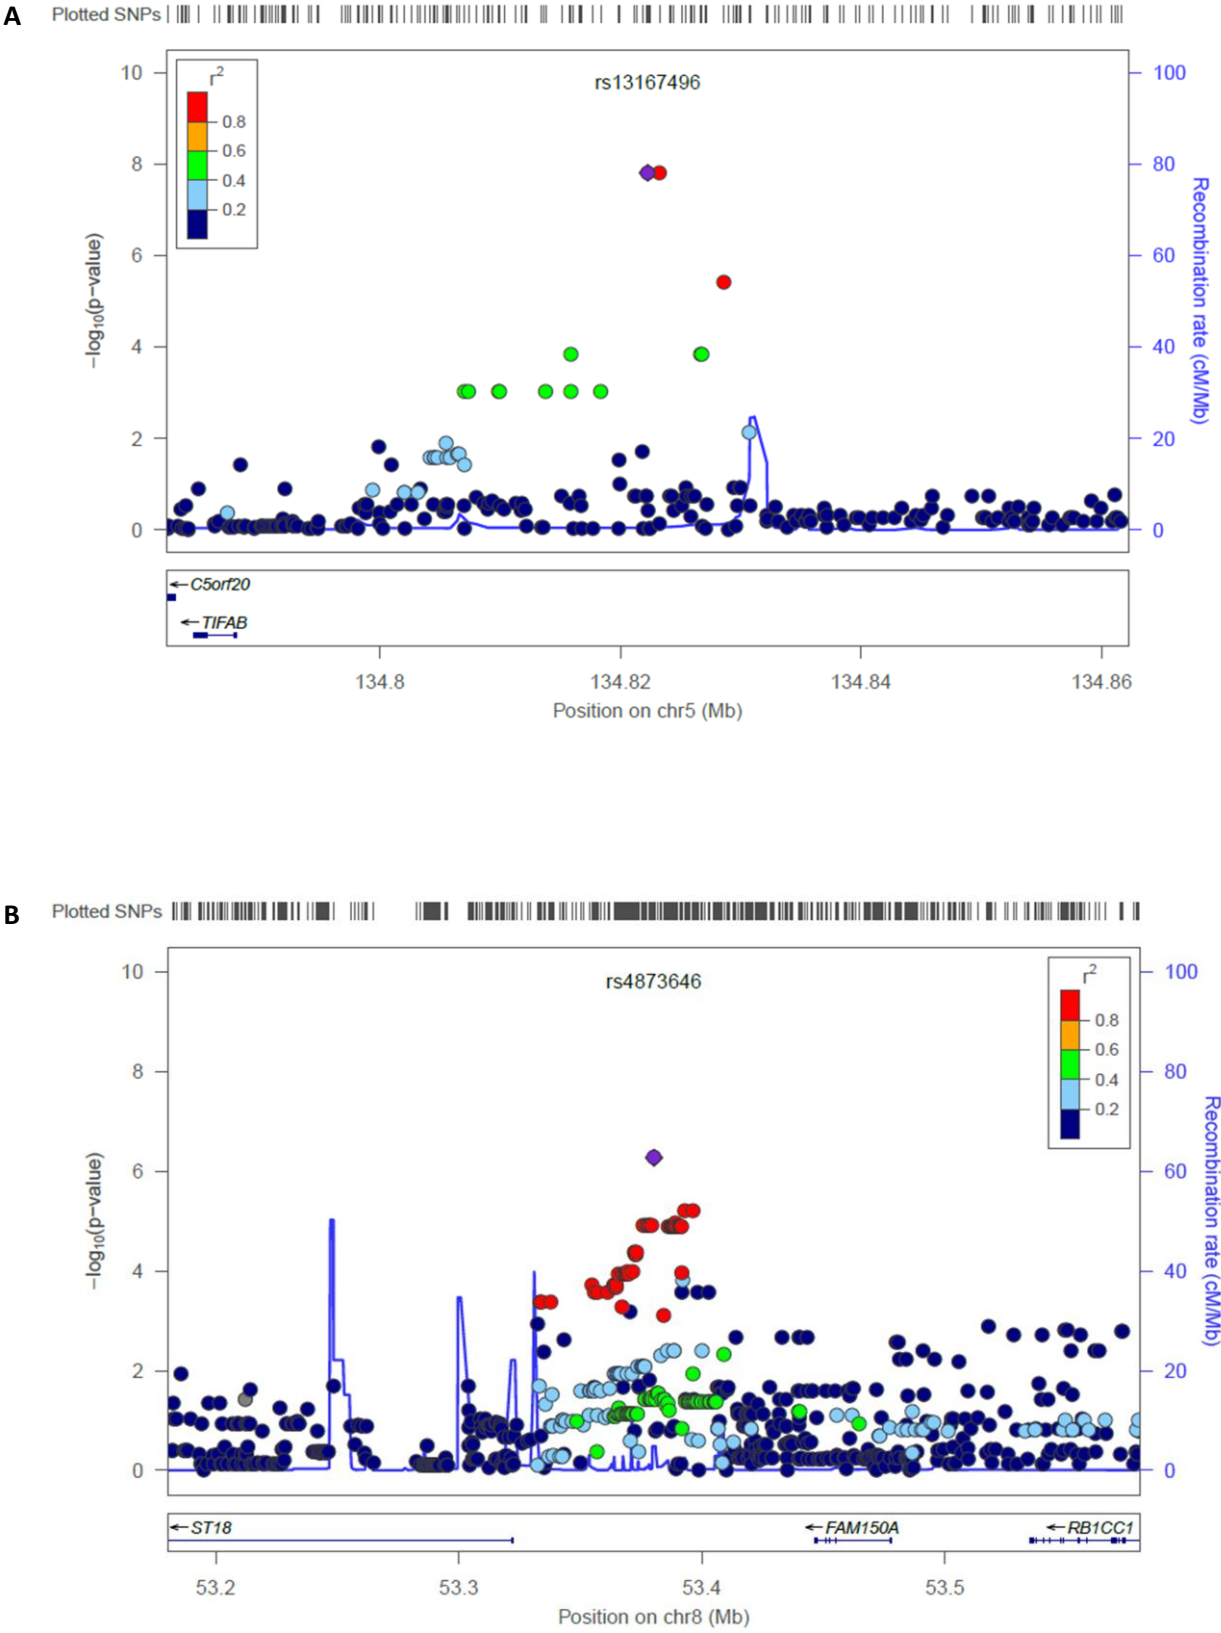 A
Plotted SNPs
rs13167496
r2
0.8
0.6
0.4
0.2
10
8
6
4
2
0
−log10(p−value)
100
80
60
40
20
0
Recombination rate (cM/Mb)
C5orf20
TIFAB
134.8 134.82 134.84 134.86
Position on chr5 (Mb)
B
Plotted SNPs
rs4873646
r2
0.8
0.6
0.4
0.2
10
8
6
4
2
0
−log10(p−value)
100
80
60
40
20
0
Recombination rate (cM/Mb)
ST18 FAM150A RB1CC1
53.2 53.3 53.4 53.5
Position on chr8 (Mb)